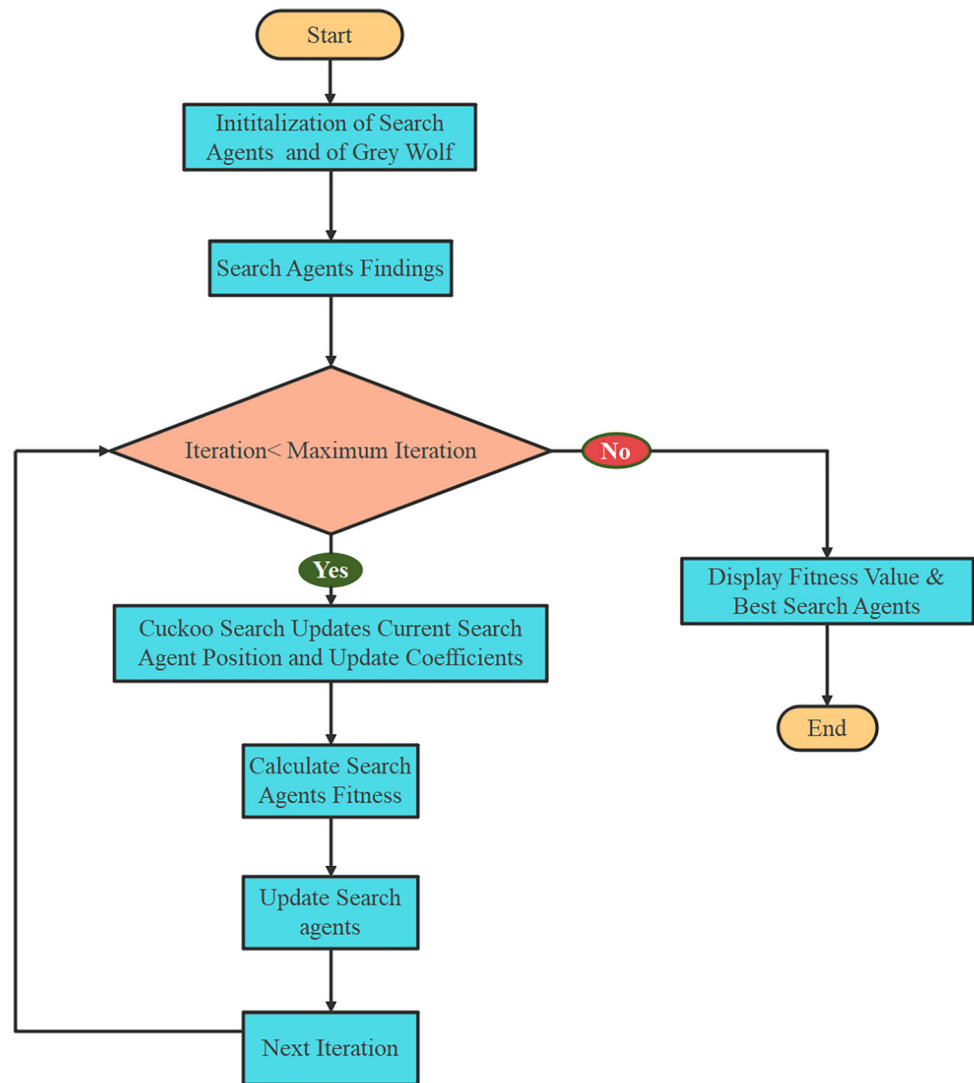 Start
Inititalization of Search
Agents and of Grey Wolf
Search Agents Findings
Iteration< Maximum Iteration
No
Yes
Display Fitness Value &
Best Search Agents
Cuckoo Search Updates Current Search
Agent Position and Update Coefficients
End
Calculate Search
Agents Fitness
Update Search
agents
Next Iteration